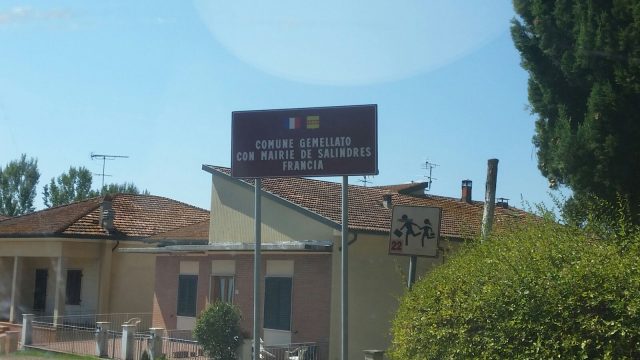 COMUNE GEMELLATO
CON MAIRIE DE SALINDRES
FRANCIA
22